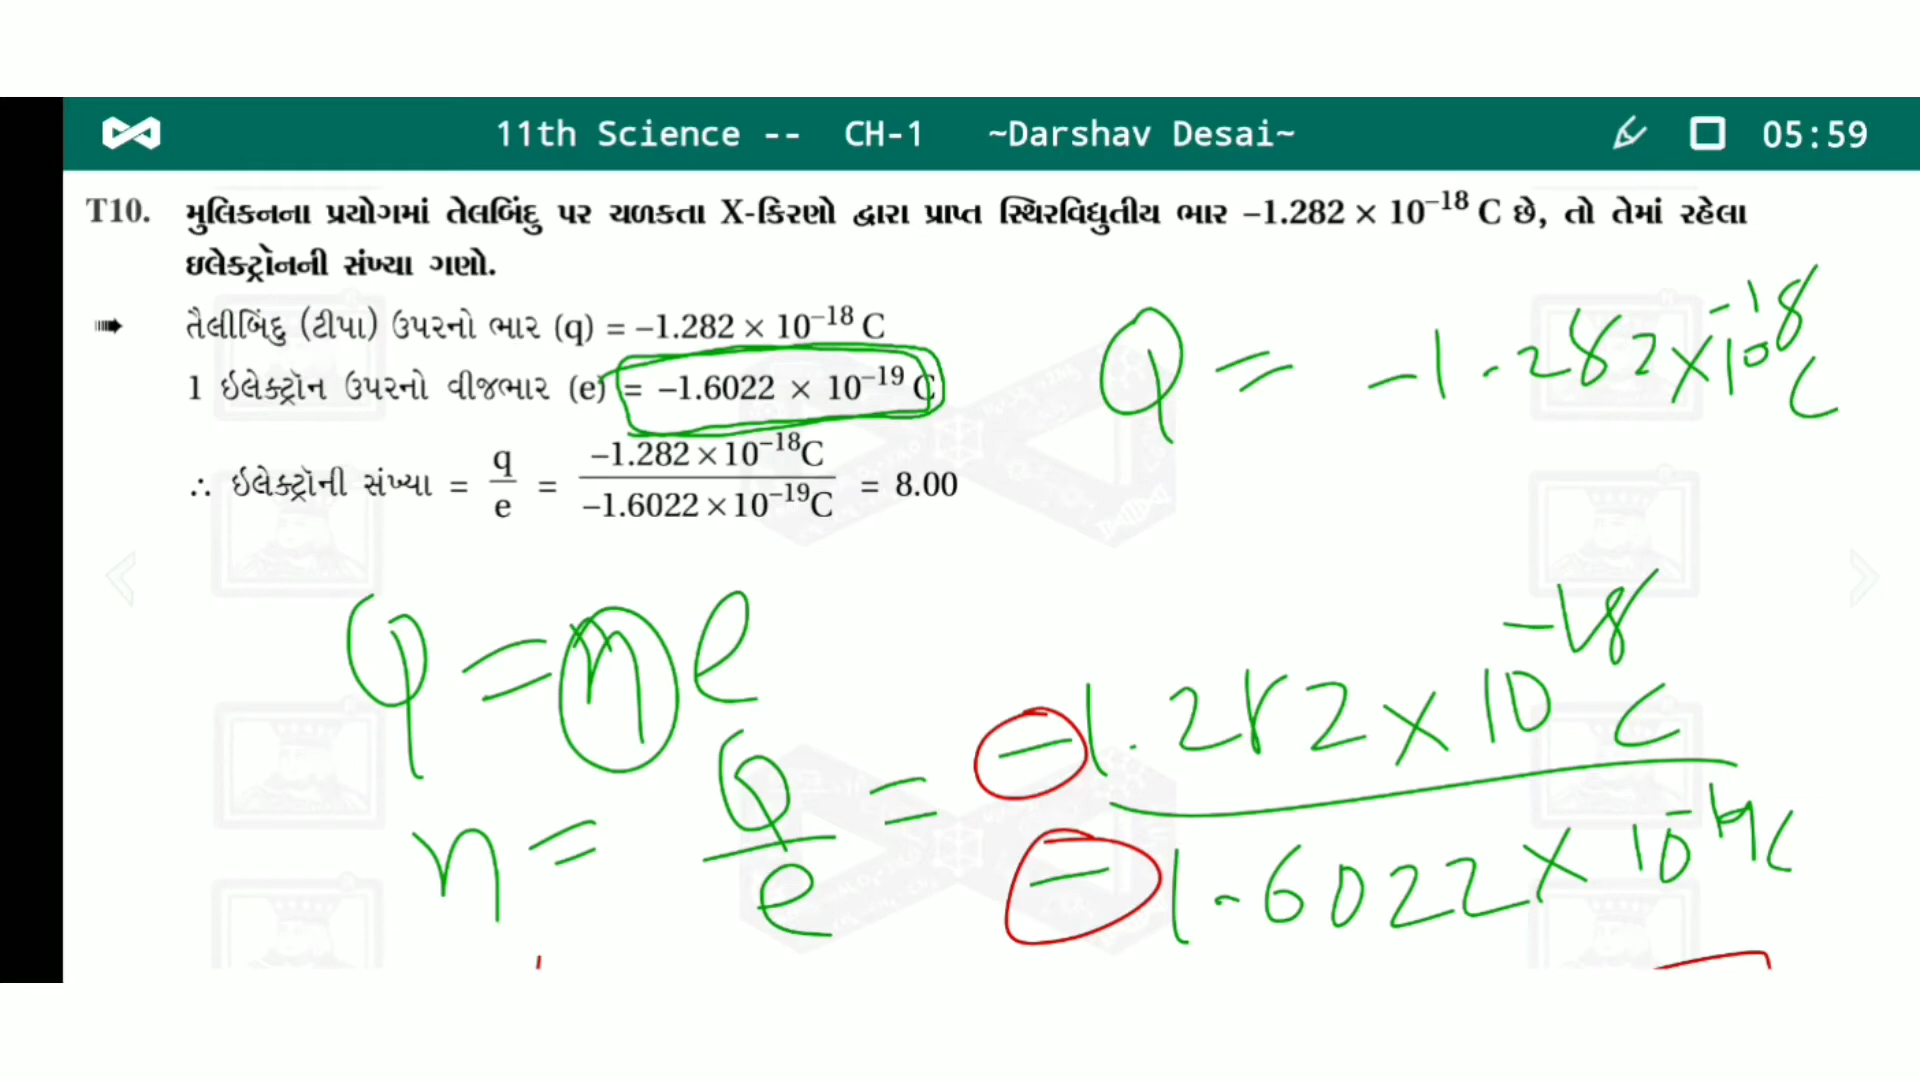 11th Science -- CH-1 ~Darshav Desai~ 05:59
T10. મુલિકનના પ્રયોગમાં તેલબિંદુ પર ચળકતા X-કિરણો દ્વારા પ્રાપ્ત સ્થિરવિદ્યુતીય ભાર –1.282 × 10⁻¹⁸ C છે, તો તેમાં રહેલા
ઇલેક્ટ્રોનની સંખ્યા ગણો.
➠ તૈલીબિંદુ (ટીપા) ઉપરનો ભાર (q) = –1.282 × 10⁻¹⁸ C
1 ઇલેક્ટ્રૉન ઉપરનો વીજભાર (e) = –1.6022 × 10⁻¹⁹ C
∴ ઇલેક્ટ્રૉની સંખ્યા = q/e = –1.282×10⁻¹⁸C / –1.6022×10⁻¹⁹C = 8.00
Q = -1.282×10⁻¹⁸ C
Q = ne
n = Q/e = -1.282×10⁻¹⁸ C / -1.6022×10⁻¹⁹ C